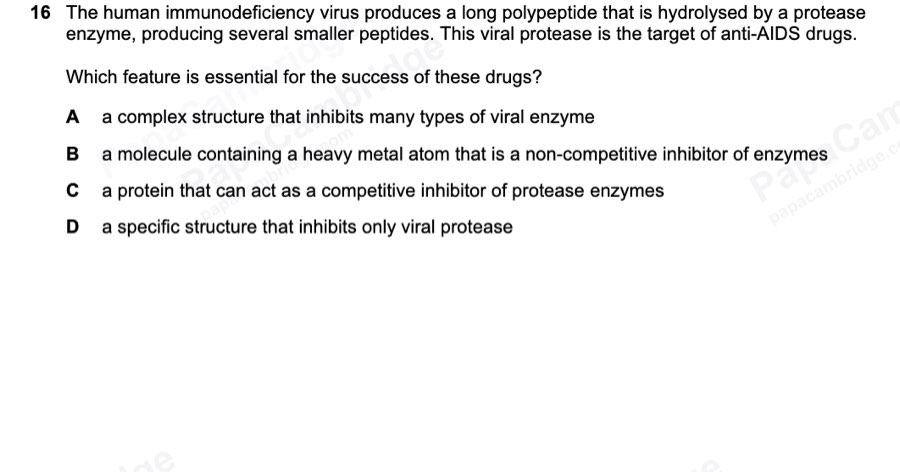 16 The human immunodeficiency virus produces a long polypeptide that is hydrolysed by a protease
enzyme, producing several smaller peptides. This viral protease is the target of anti-AIDS drugs.
Which feature is essential for the success of these drugs?
A a complex structure that inhibits many types of viral enzyme
B a molecule containing a heavy metal atom that is a non-competitive inhibitor of enzymes
C a protein that can act as a competitive inhibitor of protease enzymes
D a specific structure that inhibits only viral protease
PapaCambridge
papacambridge.c